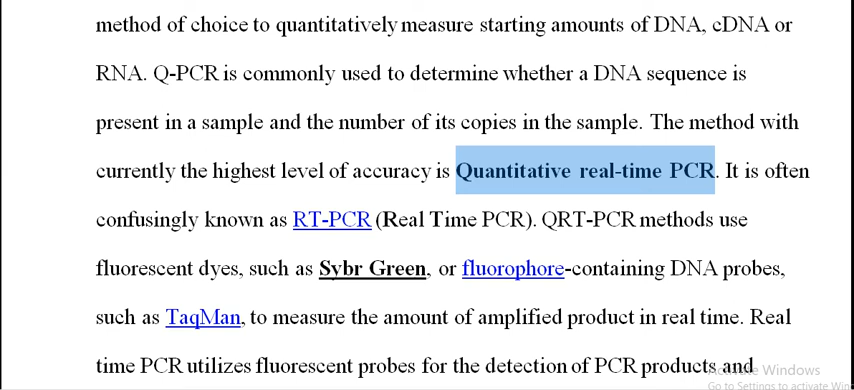 method of choice to quantitatively measure starting amounts of DNA, cDNA or
RNA. Q-PCR is commonly used to determine whether a DNA sequence is
present in a sample and the number of its copies in the sample. The method with
currently the highest level of accuracy is Quantitative real-time PCR. It is often
confusingly known as RT-PCR (Real Time PCR). QRT-PCR methods use
fluorescent dyes, such as Sybr Green, or fluorophore-containing DNA probes,
such as TaqMan, to measure the amount of amplified product in real time. Real
time PCR utilizes fluorescent probes for the detection of PCR products and
Activate Windows
Go to Settings to activate Win